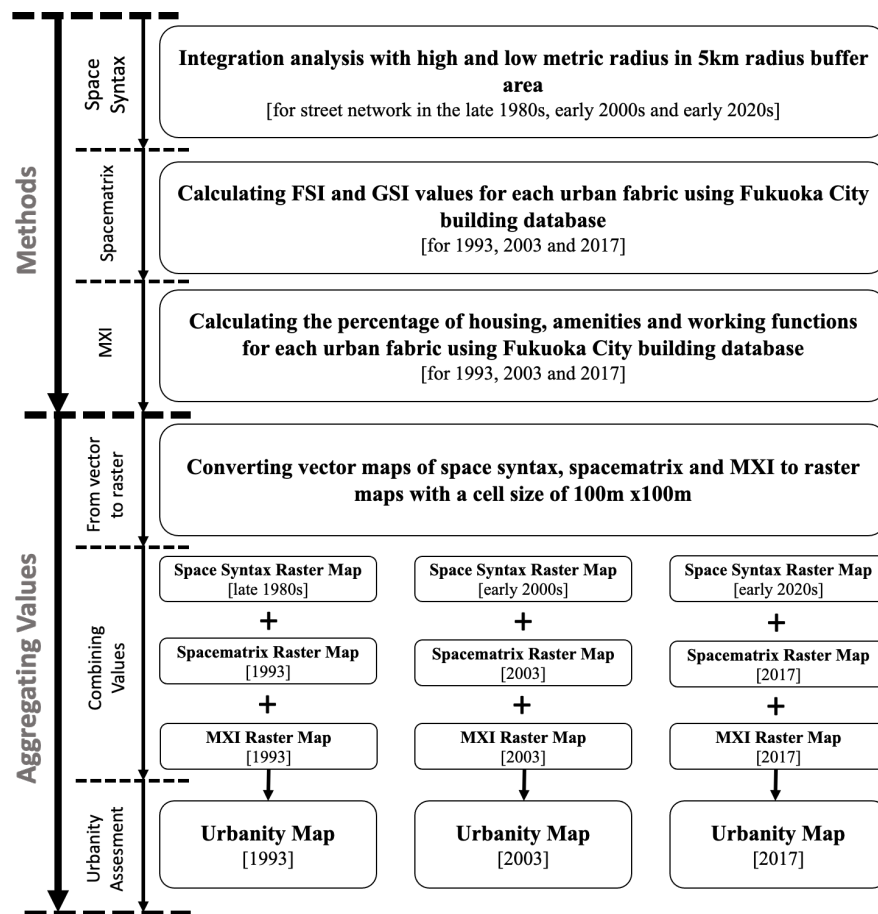 Methods
Space
Syntax
Integration analysis with high and low metric radius in 5km radius buffer
area
[for street network in the late 1980s, early 2000s and early 2020s]
Spacematrix
Calculating FSI and GSI values for each urban fabric using Fukuoka City
building database
[for 1993, 2003 and 2017]
MXI
Calculating the percentage of housing, amenities and working functions
for each urban fabric using Fukuoka City building database
[for 1993, 2003 and 2017]
Aggregating Values
From vector
to raster
Converting vector maps of space syntax, spacematrix and MXI to raster
maps with a cell size of 100m x100m
Combining
Values
Space Syntax Raster Map
[late 1980s]
+
Spacematrix Raster Map
[1993]
+
MXI Raster Map
[1993]
Space Syntax Raster Map
[early 2000s]
+
Spacematrix Raster Map
[2003]
+
MXI Raster Map
[2003]
Space Syntax Raster Map
[early 2020s]
+
Spacematrix Raster Map
[2017]
+
MXI Raster Map
[2017]
Urbanity
Assesment
Urbanity Map
[1993]
Urbanity Map
[2003]
Urbanity Map
[2017]